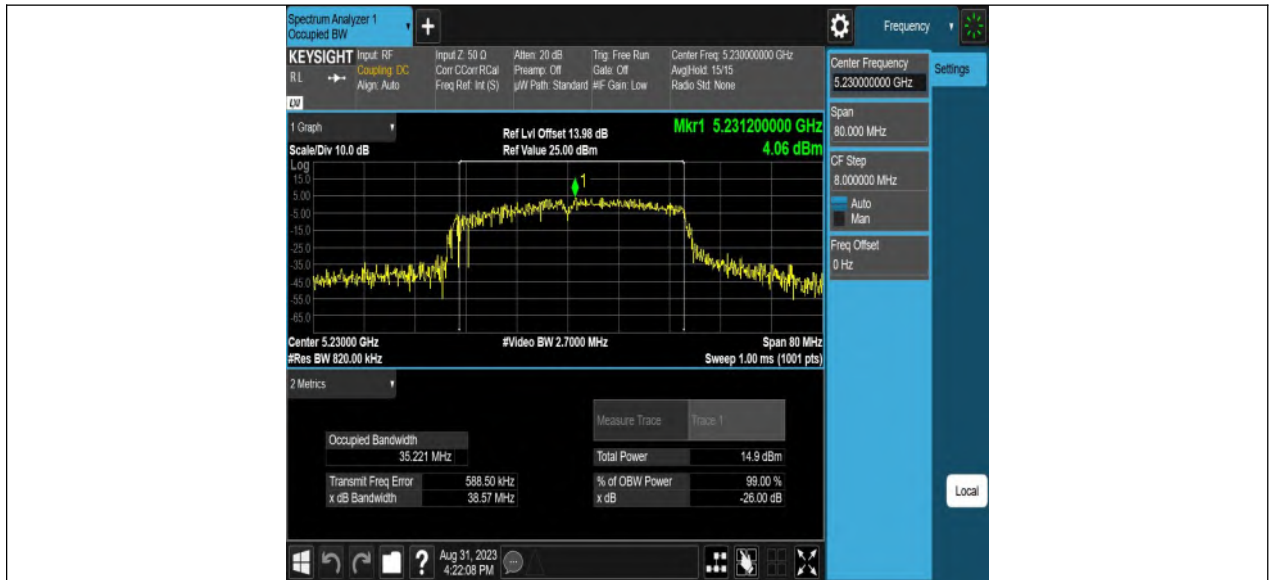 Spectrum Analyzer 1
Occupied BW
+
Frequency
KEYSIGHT
RL
LXI
Input: RF
Coupling: DC
Align: Auto
Input Z: 50 Ω
Corr CCorr RCal
Freq Ref: Int (S)
Atten: 20 dB
Preamp: Off
µW Path: Standard
Trig: Free Run
Gate: Off
#IF Gain: Low
Center Freq: 5.230000000 GHz
Avg|Hold: 15/15
Radio Std: None
Center Frequency
5.230000000 GHz
Settings
Span
80.000 MHz
CF Step
8.000000 MHz
Auto
Man
Freq Offset
0 Hz
Local
1 Graph
Scale/Div 10.0 dB
Ref Lvl Offset 13.98 dB
Ref Value 25.00 dBm
Mkr1 5.231200000 GHz
4.06 dBm
Log
15.0
5.00
-5.00
-15.0
-25.0
-35.0
-45.0
-55.0
-65.0
1
Center 5.23000 GHz
#Video BW 2.7000 MHz
Span 80 MHz
#Res BW 820.00 kHz
Sweep 1.00 ms (1001 pts)
2 Metrics
Measure Trace Trace 1
Occupied Bandwidth
35.221 MHz
Total Power 14.9 dBm
Transmit Freq Error 588.50 kHz
% of OBW Power 99.00 %
x dB Bandwidth 38.57 MHz
x dB -26.00 dB
?
Aug 31, 2023
4:22:08 PM